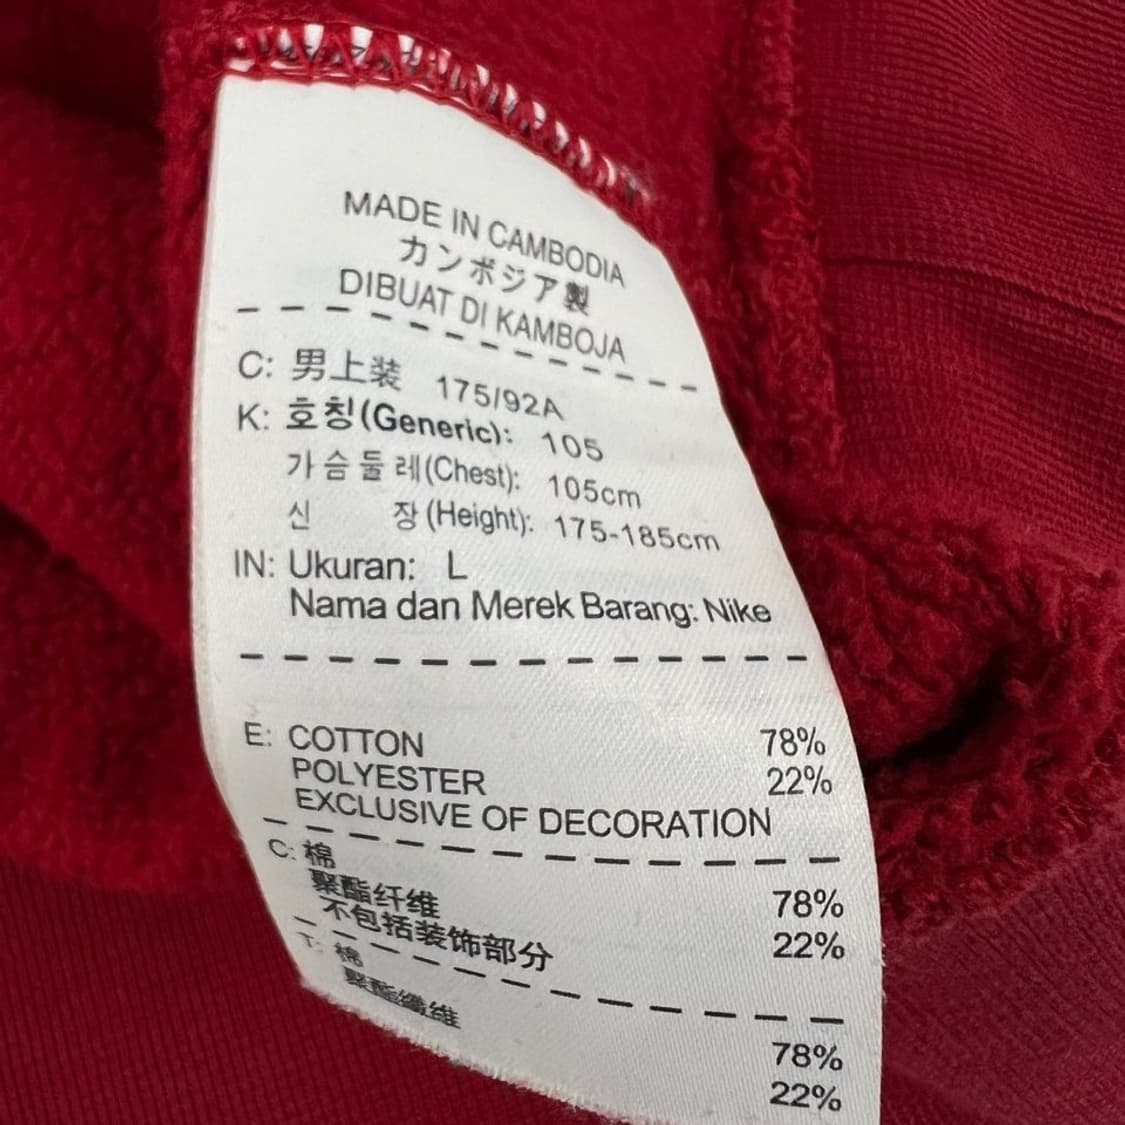 MADE IN CAMBODIA
カンボジア製
DIBUAT DI KAMBOJA
C: 男上装 175/92A
K: 호칭(Generic): 105
가슴둘레(Chest): 105cm
신 장(Height): 175-185cm
IN: Ukuran: L
Nama dan Merek Barang: Nike
E: COTTON 78%
POLYESTER 22%
EXCLUSIVE OF DECORATION
C: 棉 78%
聚酯纤维 22%
不包括装饰部分
T: 棉 78%
聚酯纖維 22%